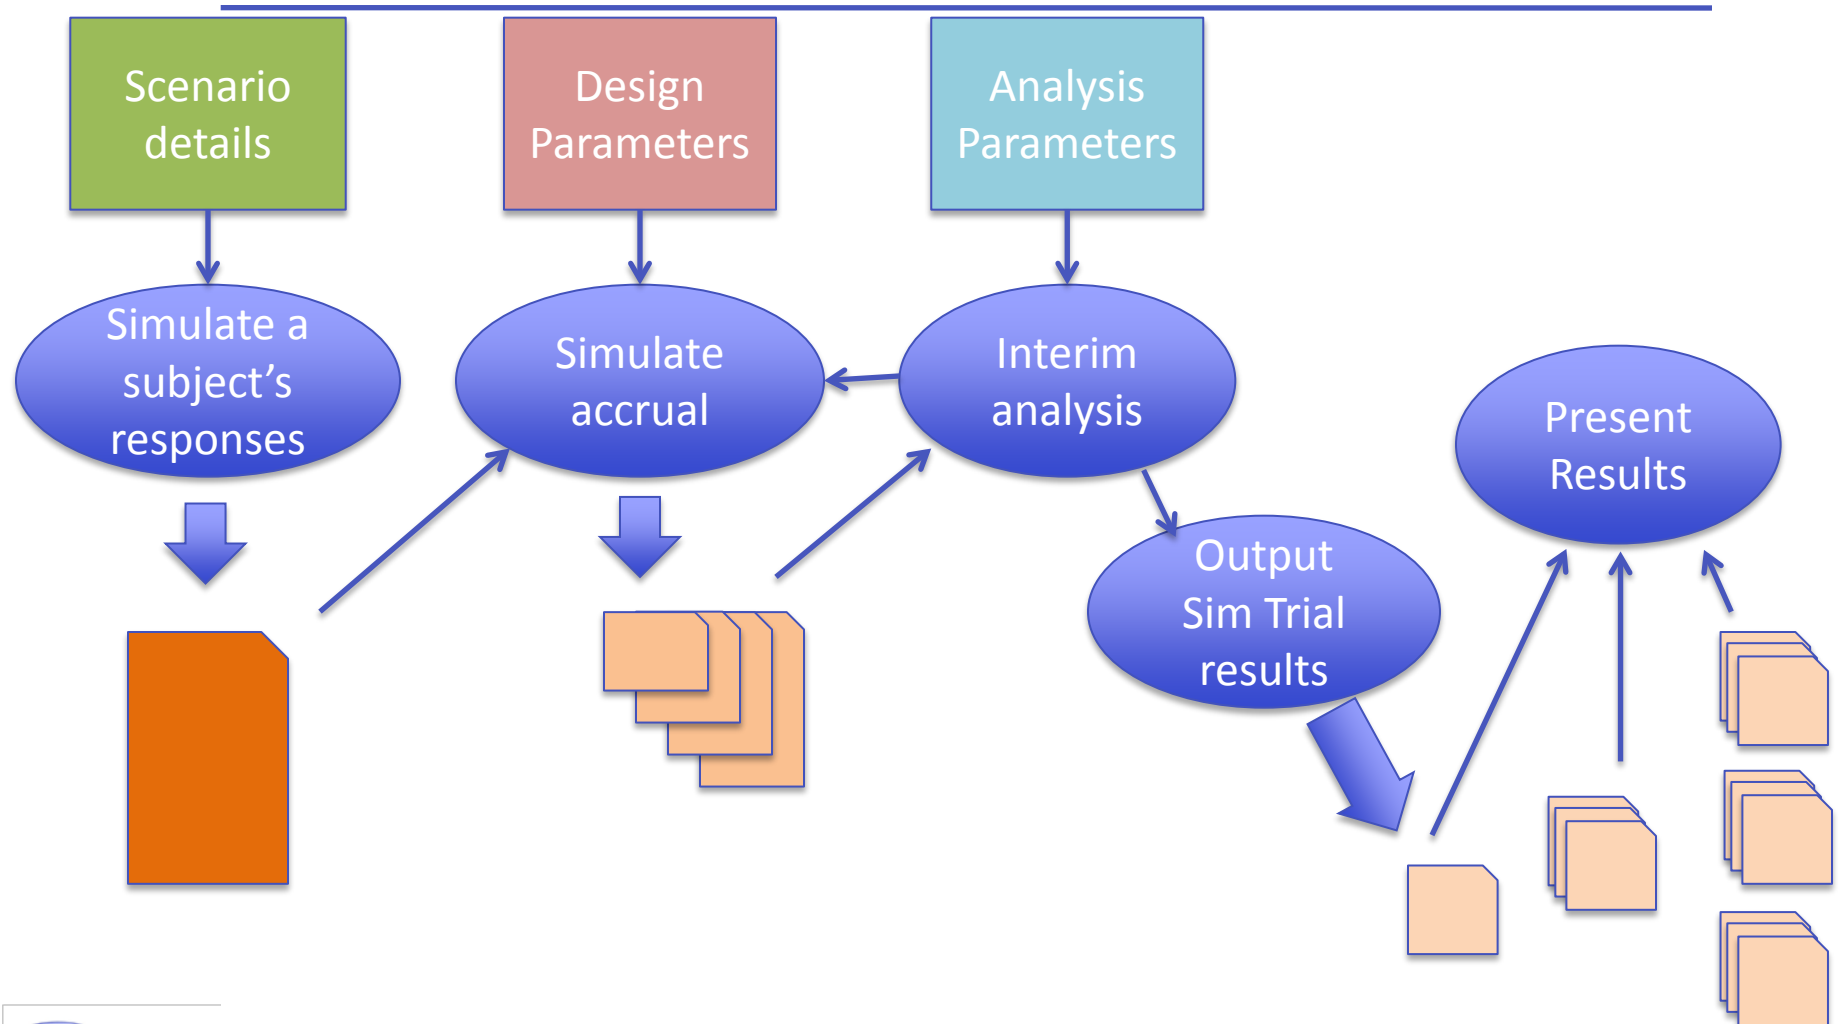 Scenario
details
Design
Parameters
Analysis
Parameters
Simulate a
subject’s
responses
Simulate
accrual
Interim
analysis
Present
Results
Output
Sim Trial
results